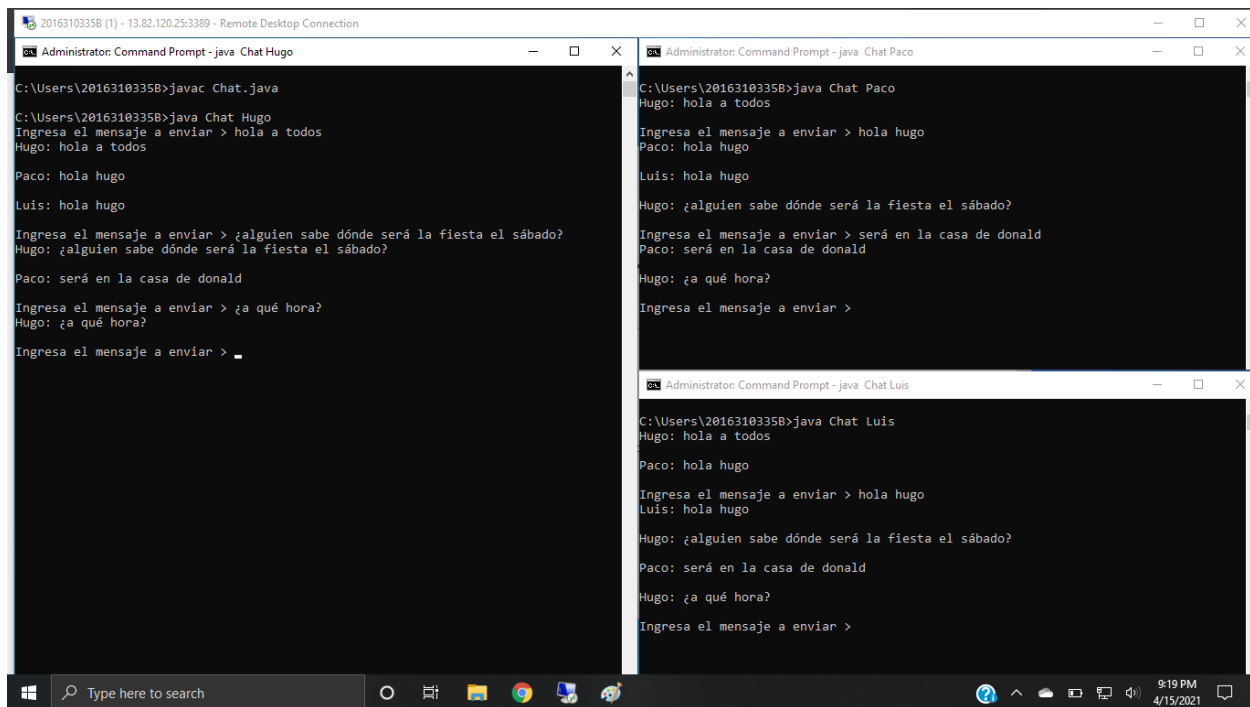 2016310335B (1) - 13.82.120.25:3389 - Remote Desktop Connection
Administrator: Command Prompt - java  Chat Hugo
C:\Users\2016310335B>javac Chat.java
C:\Users\2016310335B>java Chat Hugo
Ingresa el mensaje a enviar > hola a todos
Hugo: hola a todos
Paco: hola hugo
Luis: hola hugo
Ingresa el mensaje a enviar > ¿alguien sabe dónde será la fiesta el sábado?
Hugo: ¿alguien sabe dónde será la fiesta el sábado?
Paco: será en la casa de donald
Ingresa el mensaje a enviar > ¿a qué hora?
Hugo: ¿a qué hora?
Ingresa el mensaje a enviar >
Administrator: Command Prompt - java  Chat Paco
C:\Users\2016310335B>java Chat Paco
Hugo: hola a todos
Ingresa el mensaje a enviar > hola hugo
Paco: hola hugo
Luis: hola hugo
Hugo: ¿alguien sabe dónde será la fiesta el sábado?
Ingresa el mensaje a enviar > será en la casa de donald
Paco: será en la casa de donald
Hugo: ¿a qué hora?
Ingresa el mensaje a enviar >
Administrator: Command Prompt - java  Chat Luis
C:\Users\2016310335B>java Chat Luis
Hugo: hola a todos
Paco: hola hugo
Ingresa el mensaje a enviar > hola hugo
Luis: hola hugo
Hugo: ¿alguien sabe dónde será la fiesta el sábado?
Paco: será en la casa de donald
Hugo: ¿a qué hora?
Ingresa el mensaje a enviar >
Type here to search
9:19 PM
4/15/2021